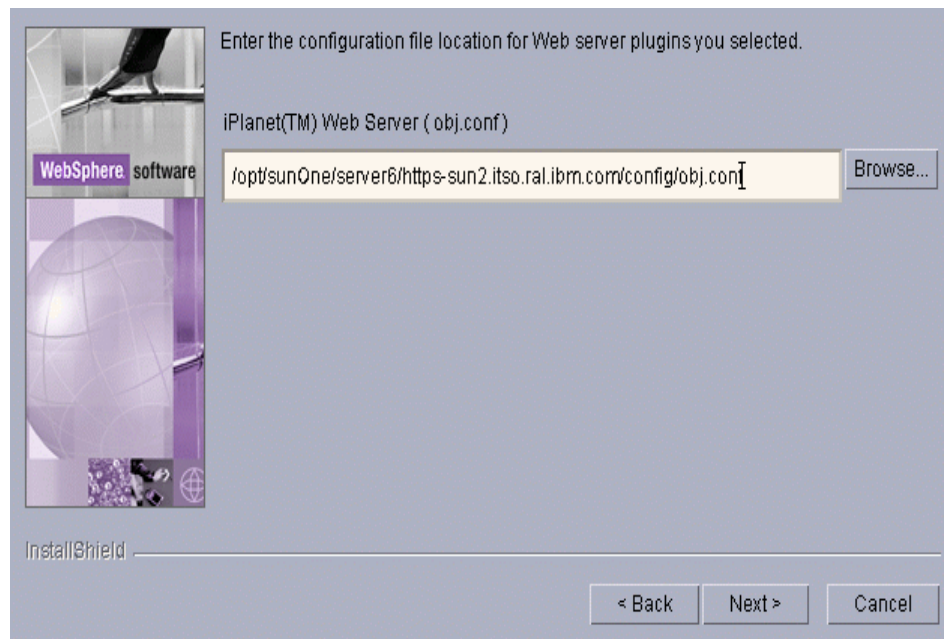 Enter the configuration file location for Web server plugins you selected.
iPlanet(TM) Web Server ( obj.conf )
/opt/sunOne/server6/https-sun2.itso.ral.ibm.com/config/obj.conf
Browse...
WebSphere software
InstallShield
< Back
Next >
Cancel